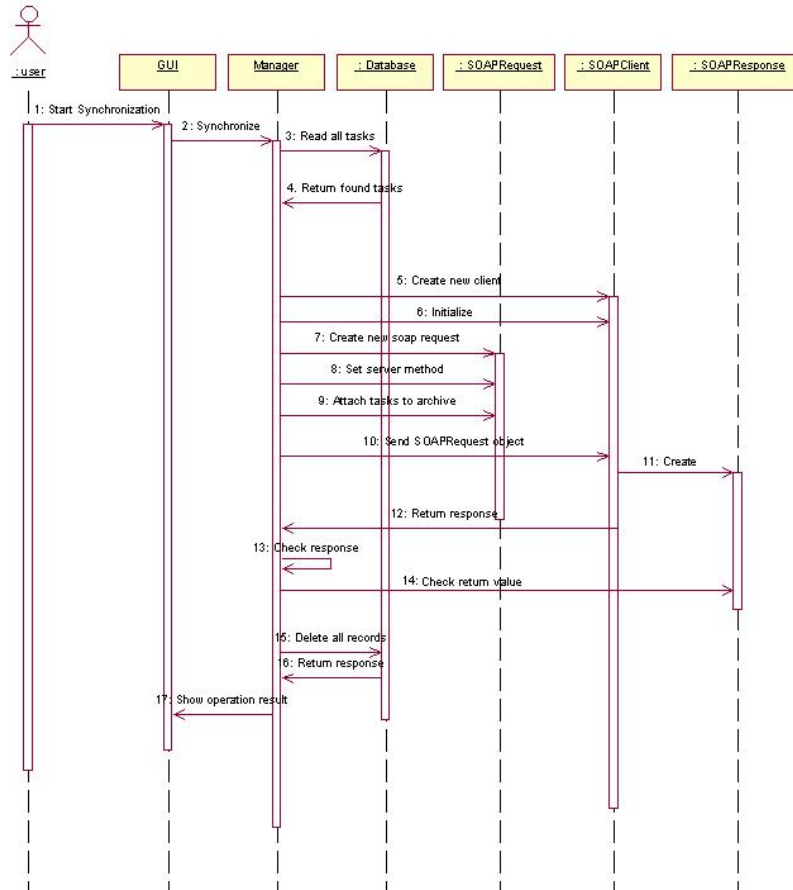 : user
GUI
Manager
: Database
: SOAPRequest
: SOAPClient
: SOAPResponse
1: Start Synchronization
2: Synchronize
3: Read all tasks
4. Return found tasks
5: Create new client
6: Initialize
7: Create new soap request
8: Set server method
9: Attach tasks to archive
10: Send SOAPRequest object
11: Create
12: Return response
13: Check response
14: Check return value
15: Delete all records
16: Return response
17: Show operation result